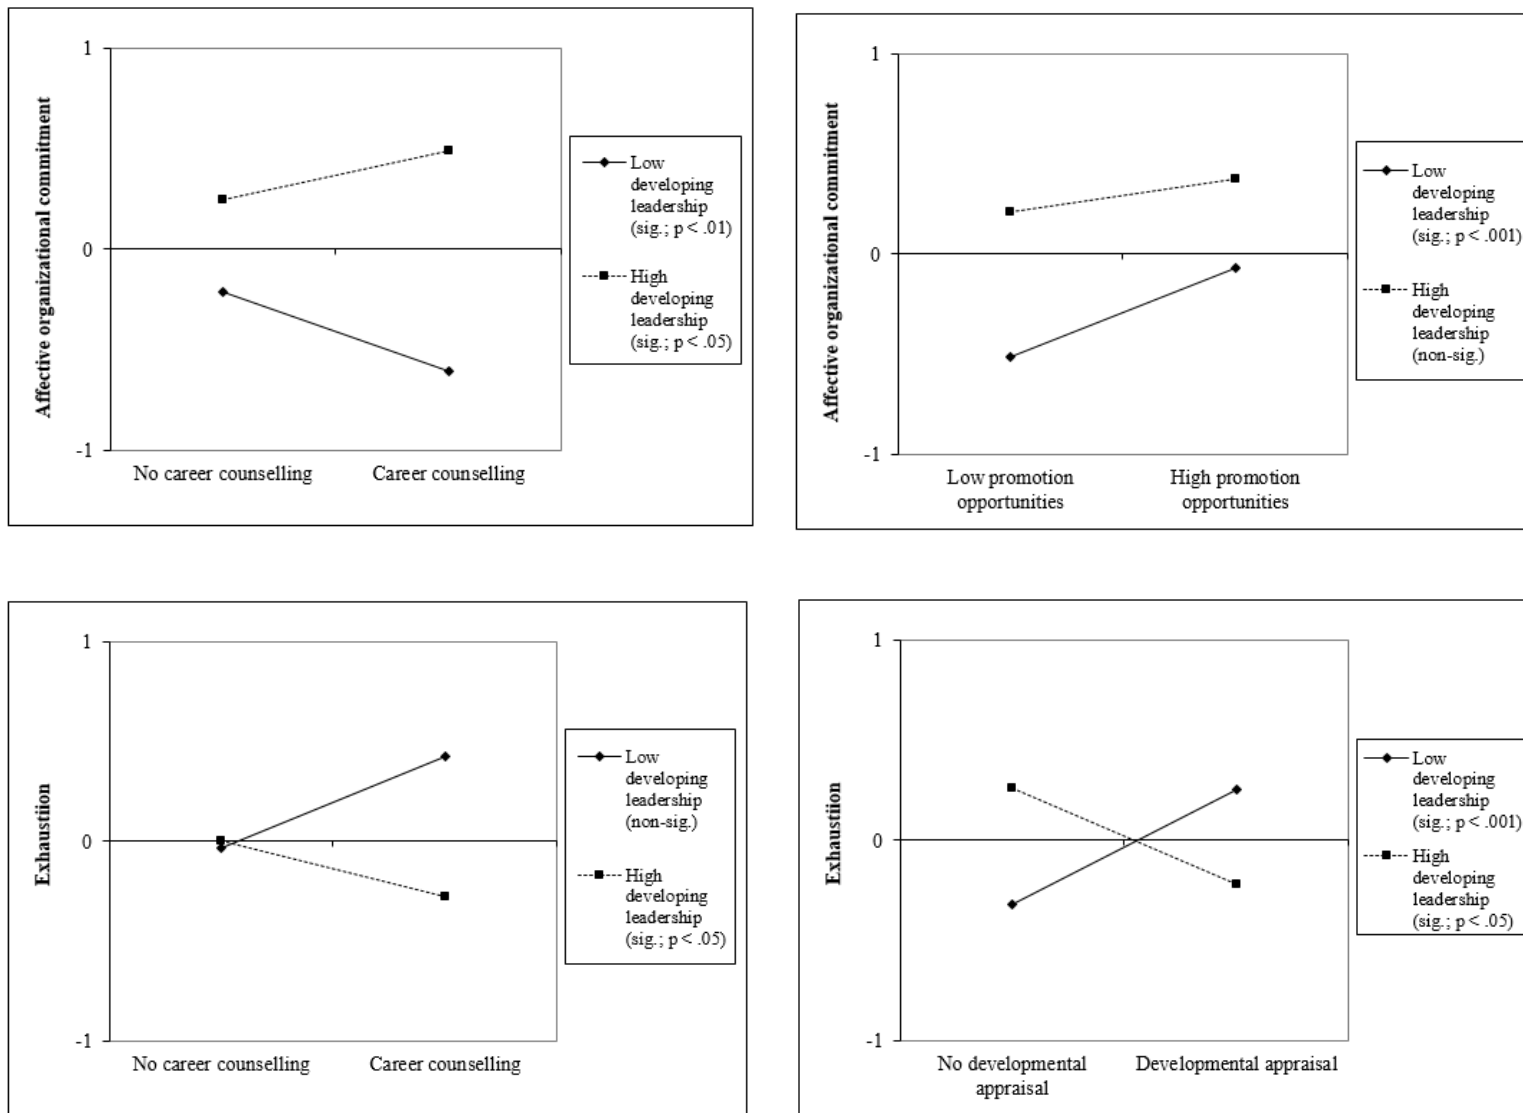 Affective organizational commitment
1
0
-1
No career counselling
Career counselling
Low
developing
leadership
(sig.; p < .01)
High
developing
leadership
(sig.; p < .05)
Affective organizational commitment
1
0
-1
Low promotion
opportunities
High promotion
opportunities
Low
developing
leadership
(sig.; p < .001)
High
developing
leadership
(non-sig.)
Exhaustiion
1
0
-1
No career counselling
Career counselling
Low
developing
leadership
(non-sig.)
High
developing
leadership
(sig.; p < .05)
Exhaustiion
1
0
-1
No developmental
appraisal
Developmental appraisal
Low
developing
leadership
(sig.; p < .001)
High
developing
leadership
(sig.; p < .05)